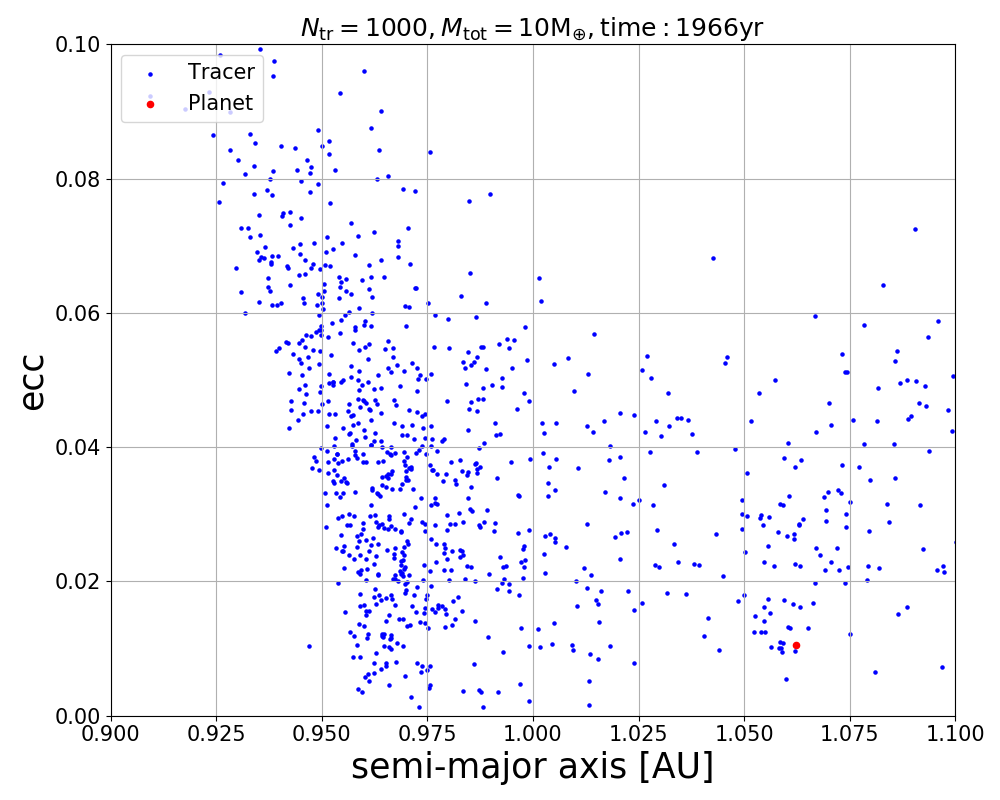 N_tr = 1000, M_tot = 10M_⊕, time : 1966yr
0.10
0.08
0.06
0.04
0.02
0.00
ecc
Tracer
Planet
0.900 0.925 0.950 0.975 1.000 1.025 1.050 1.075 1.100
semi-major axis [AU]